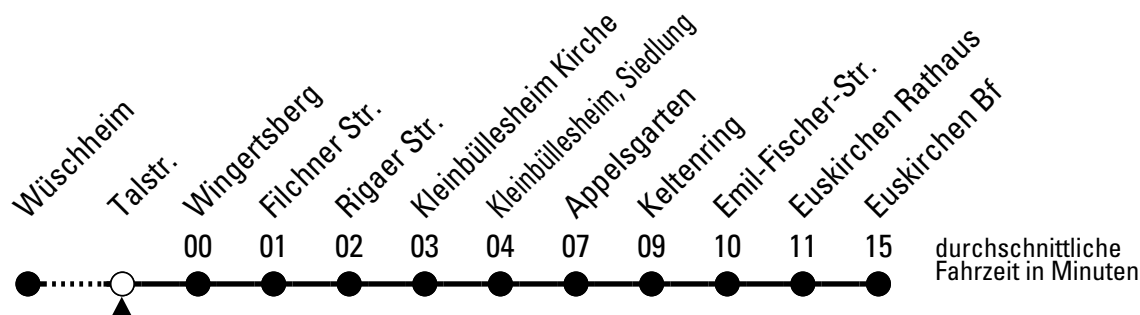 Wüschheim
Talstr.
Wingertsberg
Filchner Str.
Rigaer Str.
Kleinbüllesheim Kirche
Kleinbüllesheim, Siedlung
Appelsgarten
Keltenring
Emil-Fischer-Str.
Euskirchen Rathaus
Euskirchen Bf
00 01 02 03 04 07 09 10 11 15
durchschnittliche
Fahrzeit in Minuten